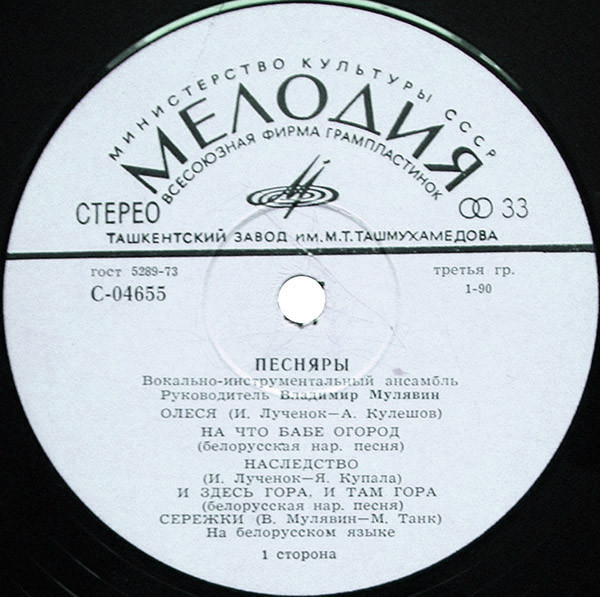 МИНИСТЕРСТВО КУЛЬТУРЫ СССР
МЕЛОДИЯ
ВСЕСОЮЗНАЯ ФИРМА ГРАМПЛАСТИНОК
СТЕРЕО 33
ТАШКЕНТСКИЙ ЗАВОД им. М.Т. ТАШМУХАМЕДОВА
гост 5289-73 третья гр.
С-04655 1-90
ПЕСНЯРЫ
Вокально-инструментальный ансамбль
Руководитель Владимир Мулявин
ОЛЕСЯ (И. Лученок—А. Кулешов)
НА ЧТО БАБЕ ОГОРОД
(белорусская нар. песня)
НАСЛЕДСТВО
(И. Лученок—Я. Купала)
И ЗДЕСЬ ГОРА, И ТАМ ГОРА
(белорусская нар. песня)
СЕРЕЖКИ (В. Мулявин—М. Танк)
На белорусском языке
1 сторона